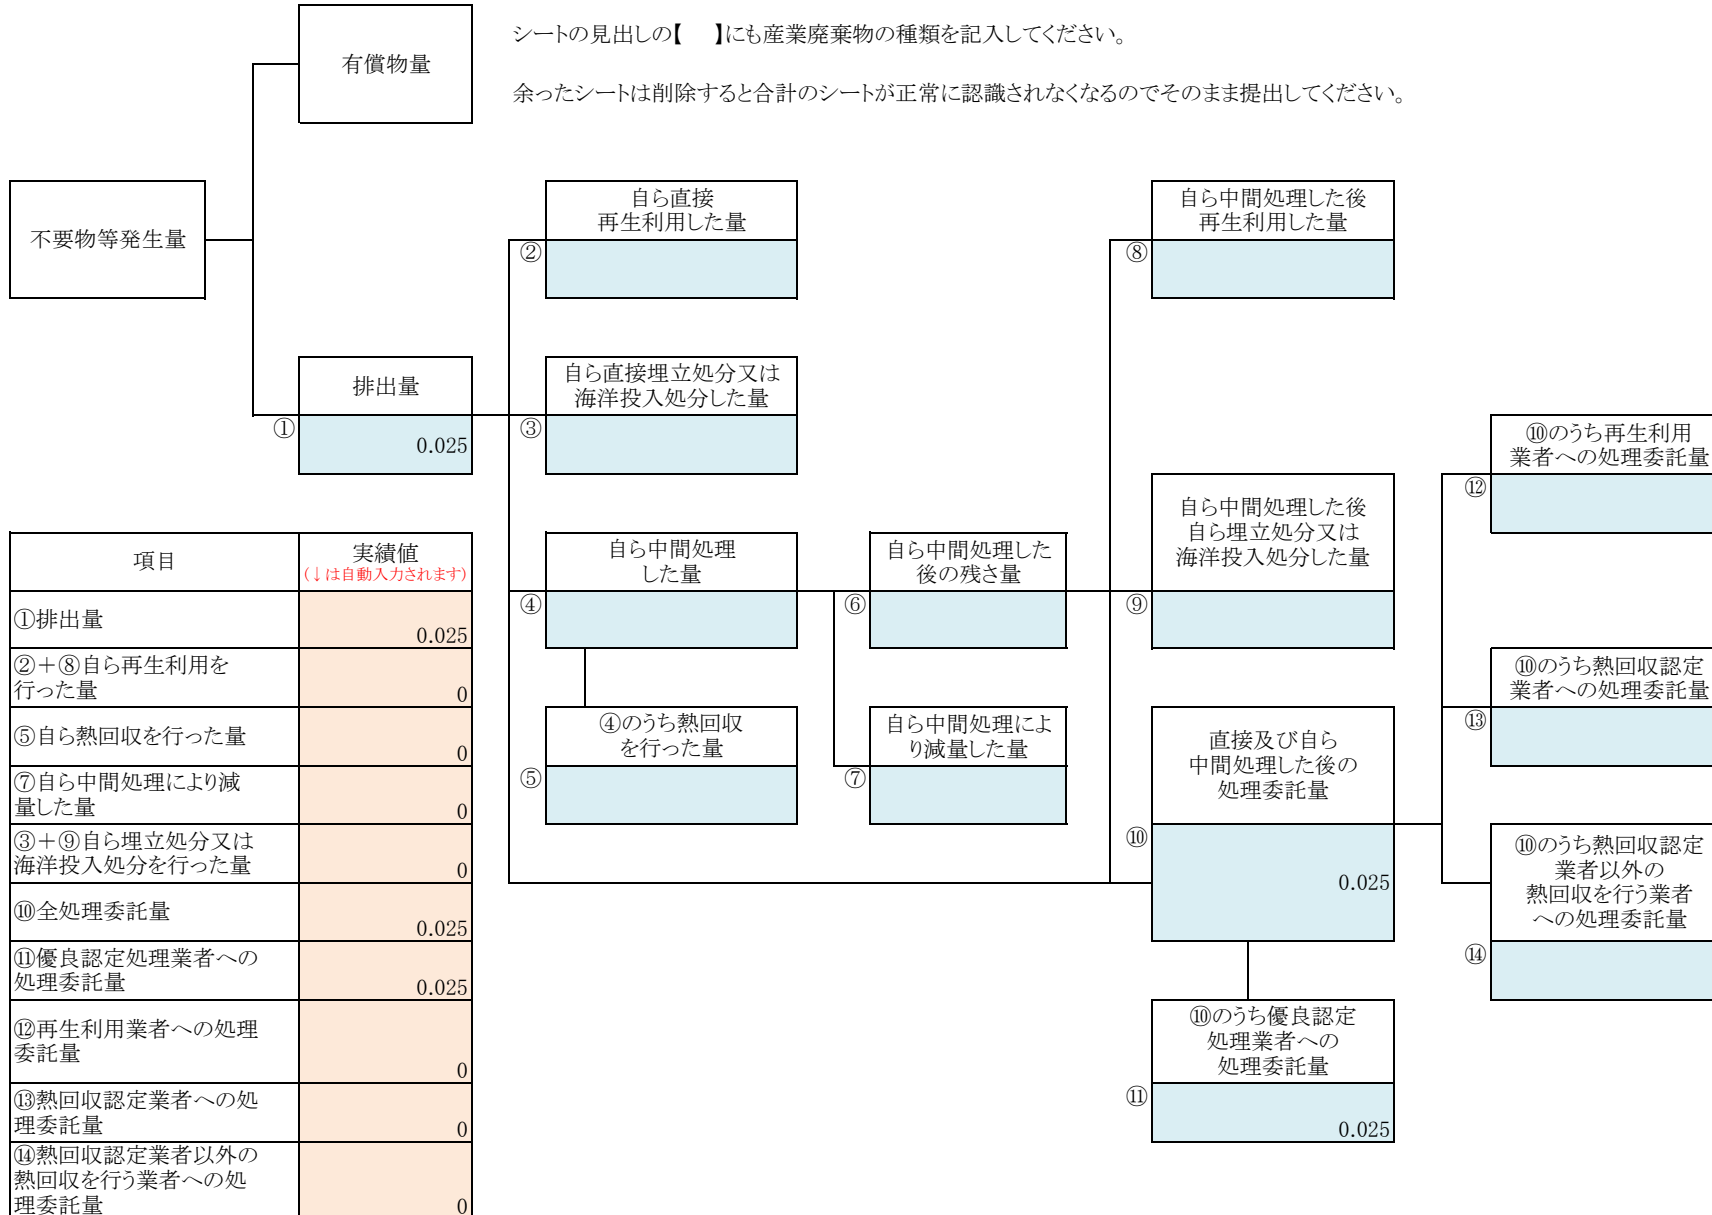 シートの見出しの【　】にも産業廃棄物の種類を記入してください。
有償物量
余ったシートは削除すると合計のシートが正常に認識されなくなるのでそのまま提出してください。
不要物等発生量
自ら直接
再生利用した量
②
自ら中間処理した後
再生利用した量
⑧
排出量
①
0.025
自ら直接埋立処分又は
海洋投入処分した量
③
⑩のうち再生利用
業者への処理委託量
⑫
自ら中間処理
した量
④
自ら中間処理した
後の残さ量
⑥
自ら中間処理した後
自ら埋立処分又は
海洋投入処分した量
⑨
⑩のうち熱回収認定
業者への処理委託量
⑬
④のうち熱回収
を行った量
⑤
自ら中間処理によ
り減量した量
⑦
直接及び自ら
中間処理した後の
処理委託量
⑩
0.025
⑩のうち熱回収認定
業者以外の
熱回収を行う業者
への処理委託量
⑭
⑩のうち優良認定
処理業者への
処理委託量
⑪
0.025
項目
実績値
(↓は自動入力されます)
①排出量
0.025
②＋⑧自ら再生利用を
行った量
0
⑤自ら熱回収を行った量
0
⑦自ら中間処理により減
量した量
0
③＋⑨自ら埋立処分又は
海洋投入処分を行った量
0
⑩全処理委託量
0.025
⑪優良認定処理業者への
処理委託量
0.025
⑫再生利用業者への処理
委託量
0
⑬熱回収認定業者への処
理委託量
0
⑭熱回収認定業者以外の
熱回収を行う業者への処
理委託量
0